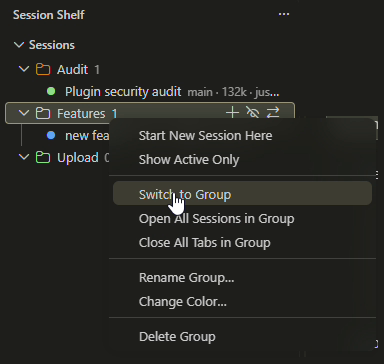 Session Shelf ...
Sessions
Audit 1
Plugin security audit main · 132k · jus...
Features 1
new fea
Upload 0
Start New Session Here
Show Active Only
Switch to Group
Open All Sessions in Group
Close All Tabs in Group
Rename Group...
Change Color...
Delete Group